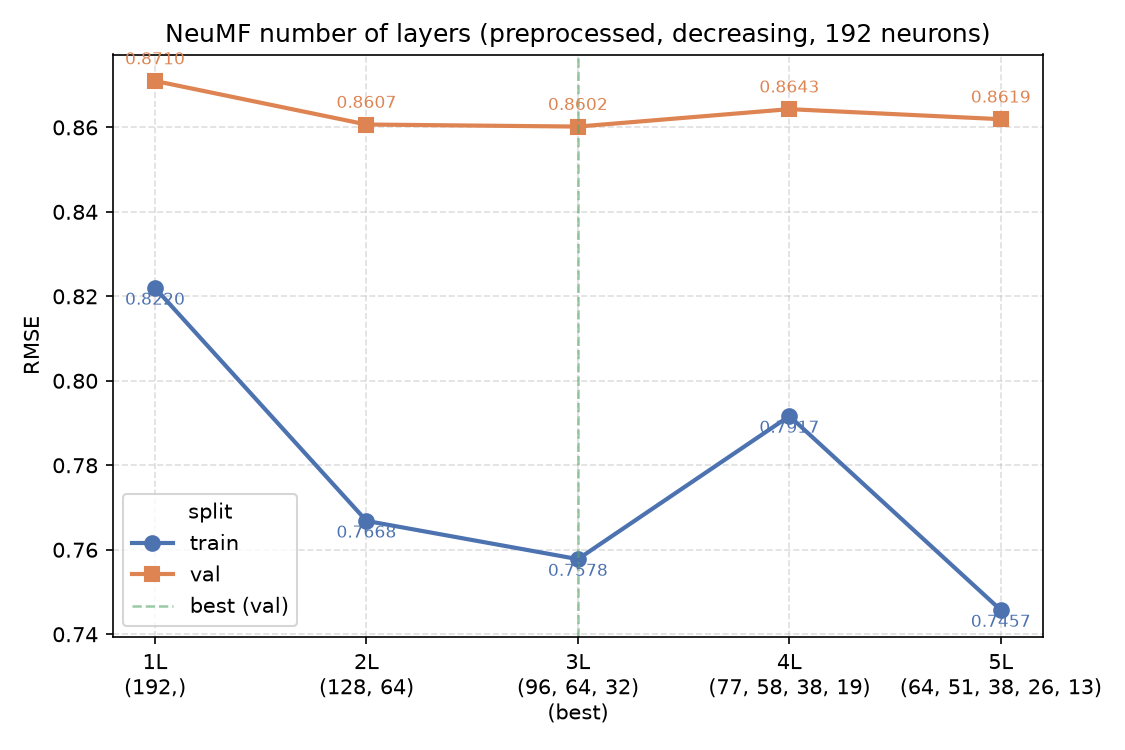 NeuMF number of layers (preprocessed, decreasing, 192 neurons)
0.8710
0.8607
0.8602
0.8643
0.8619
0.8220
0.7668
0.7578
0.7917
0.7457
RMSE
0.86
0.84
0.82
0.80
0.78
0.76
0.74
split
train
val
best (val)
1L
(192,)
2L
(128, 64)
3L
(96, 64, 32)
(best)
4L
(77, 58, 38, 19)
5L
(64, 51, 38, 26, 13)